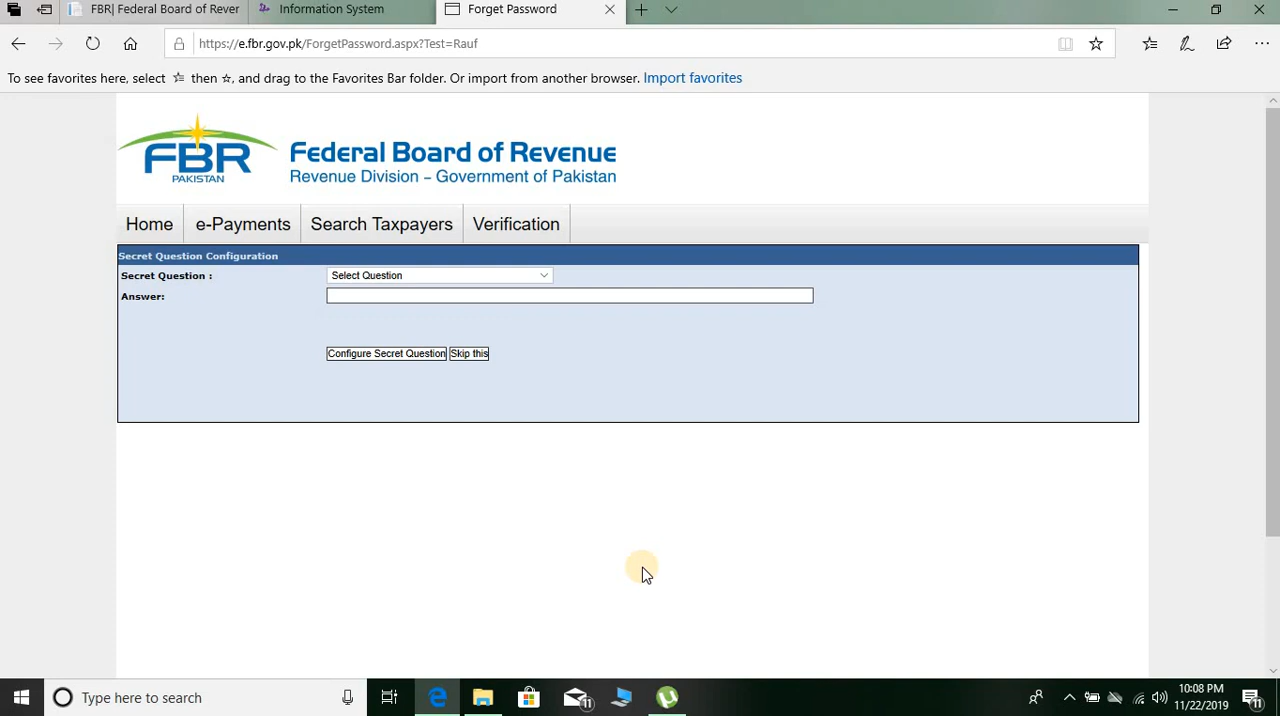 FBR| Federal Board of Rever
Information System
Forget Password
https://e.fbr.gov.pk/ForgetPassword.aspx?Test=Rauf
To see favorites here, select then ☆, and drag to the Favorites Bar folder. Or import from another browser. Import favorites
FBR
PAKISTAN
Federal Board of Revenue
Revenue Division – Government of Pakistan
Home e-Payments Search Taxpayers Verification
Secret Question Configuration
Secret Question : Select Question
Answer:
Configure Secret Question Skip this
Type here to search
11
10:08 PM
11/22/2019
11